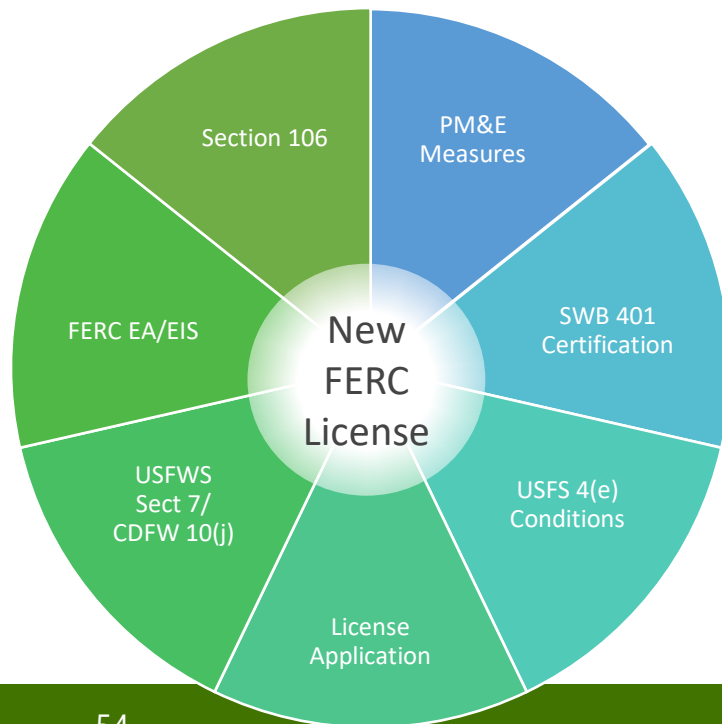 Section 106
PM&E
Measures
SWB 401
Certification
USFS 4(e)
Conditions
License
Application
USFWS
Sect 7/
CDFW 10(j)
FERC EA/EIS
New
FERC
License
54